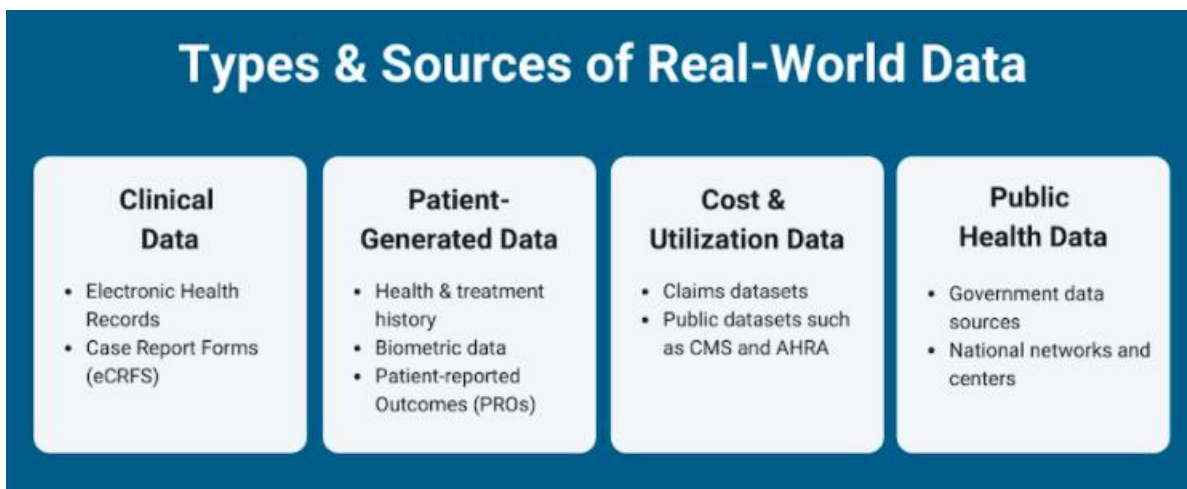 Types & Sources of Real-World Data
Clinical
Data
• Electronic Health
Records
• Case Report Forms
(eCRFS)
Patient-
Generated Data
• Health & treatment
history
• Biometric data
• Patient-reported
Outcomes (PROs)
Cost &
Utilization Data
• Claims datasets
• Public datasets such
as CMS and AHRA
Public
Health Data
• Government data
sources
• National networks and
centers